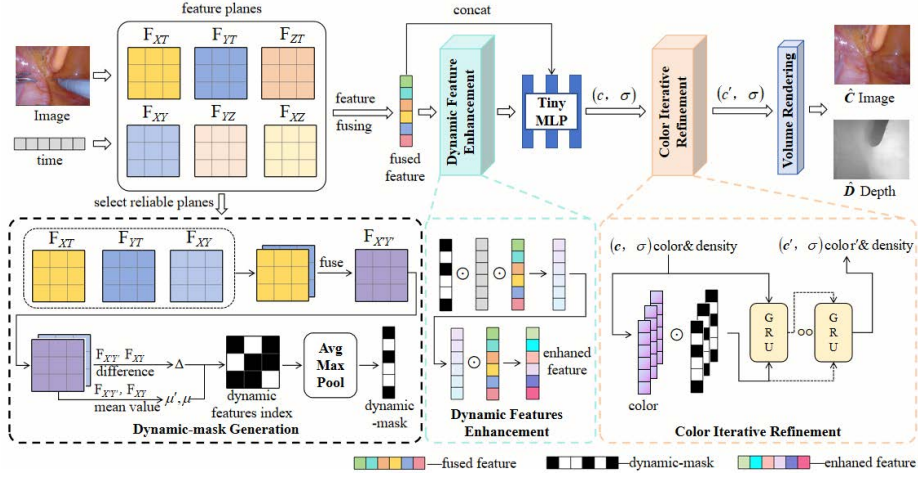 feature planes
concat
F_XT F_YT F_ZT
Image
F_XY F_YZ F_XZ
time
feature
fusing
fused
feature
Dynamic Feature
Enhancement
Tiny
MLP
(c, σ)
Color Iterative
Refinement
(c′, σ)
Volume Rendering
Ĉ Image
D̂ Depth
select reliable planes
F_XT F_YT F_XY
fuse
F_X'Y'
F_X'Y', F_XY
difference
Δ
F_X'Y', F_XY
mean value
μ′, μ
dynamic
features index
Avg
Max
Pool
dynamic
-mask
Dynamic-mask Generation
enhaned
feature
Dynamic Features
Enhancement
(c, σ)color& density
(c′, σ)color′& density
color
GRU
GRU
Color Iterative Refinement
—fused feature
—dynamic-mask
—enhaned feature